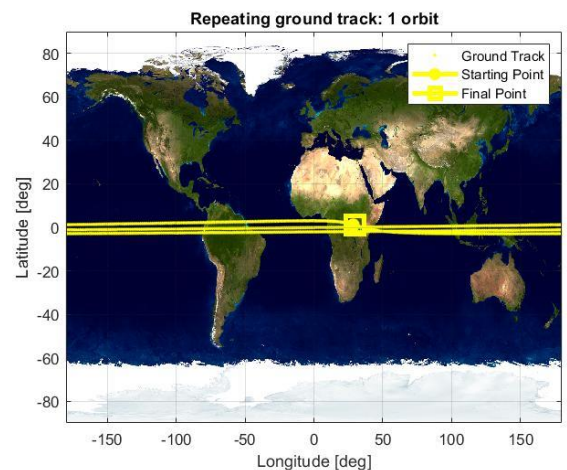 Repeating ground track: 1 orbit
Ground Track
Starting Point
Final Point
80
60
40
20
0
-20
-40
-60
-80
Latitude [deg]
-150 -100 -50 0 50 100 150
Longitude [deg]